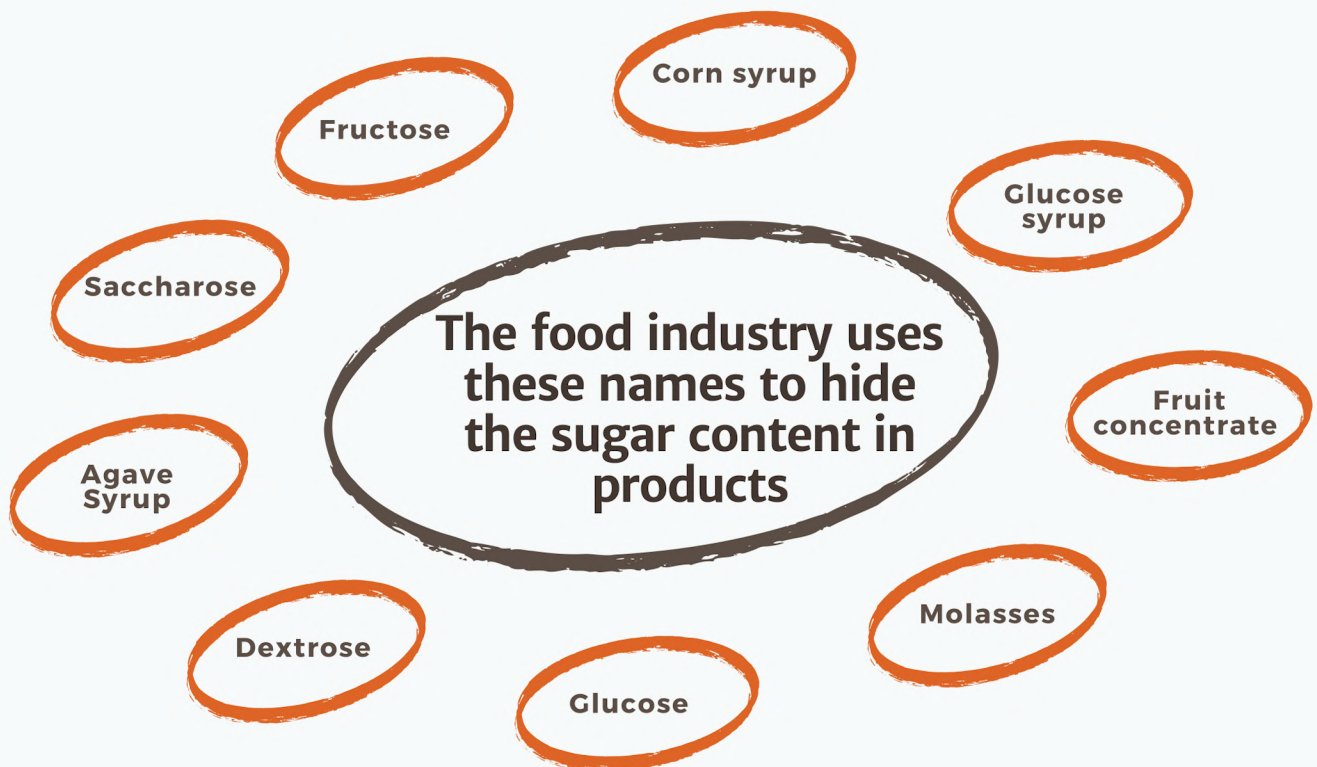 Corn syrup
Fructose
Glucose
syrup
Saccharose
The food industry uses
these names to hide
the sugar content in
products
Fruit
concentrate
Agave
Syrup
Molasses
Dextrose
Glucose